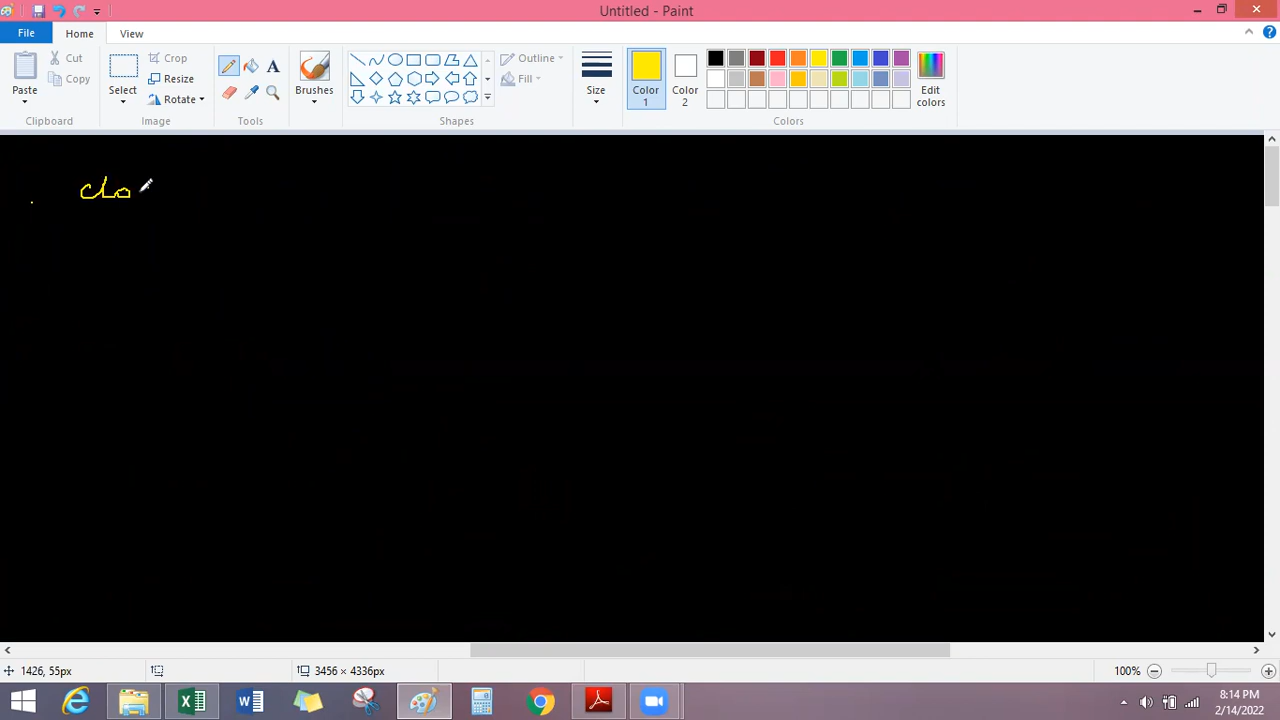 Untitled - Paint
File Home View
Paste
Cut
Copy
Clipboard
Select
Crop
Resize
Rotate
Image
A
Tools
Brushes
Outline
Fill
Shapes
Size
Color 1
Color 2
Edit colors
Colors
clo
1426, 55px
3456 × 4336px
100%
8:14 PM
2/14/2022